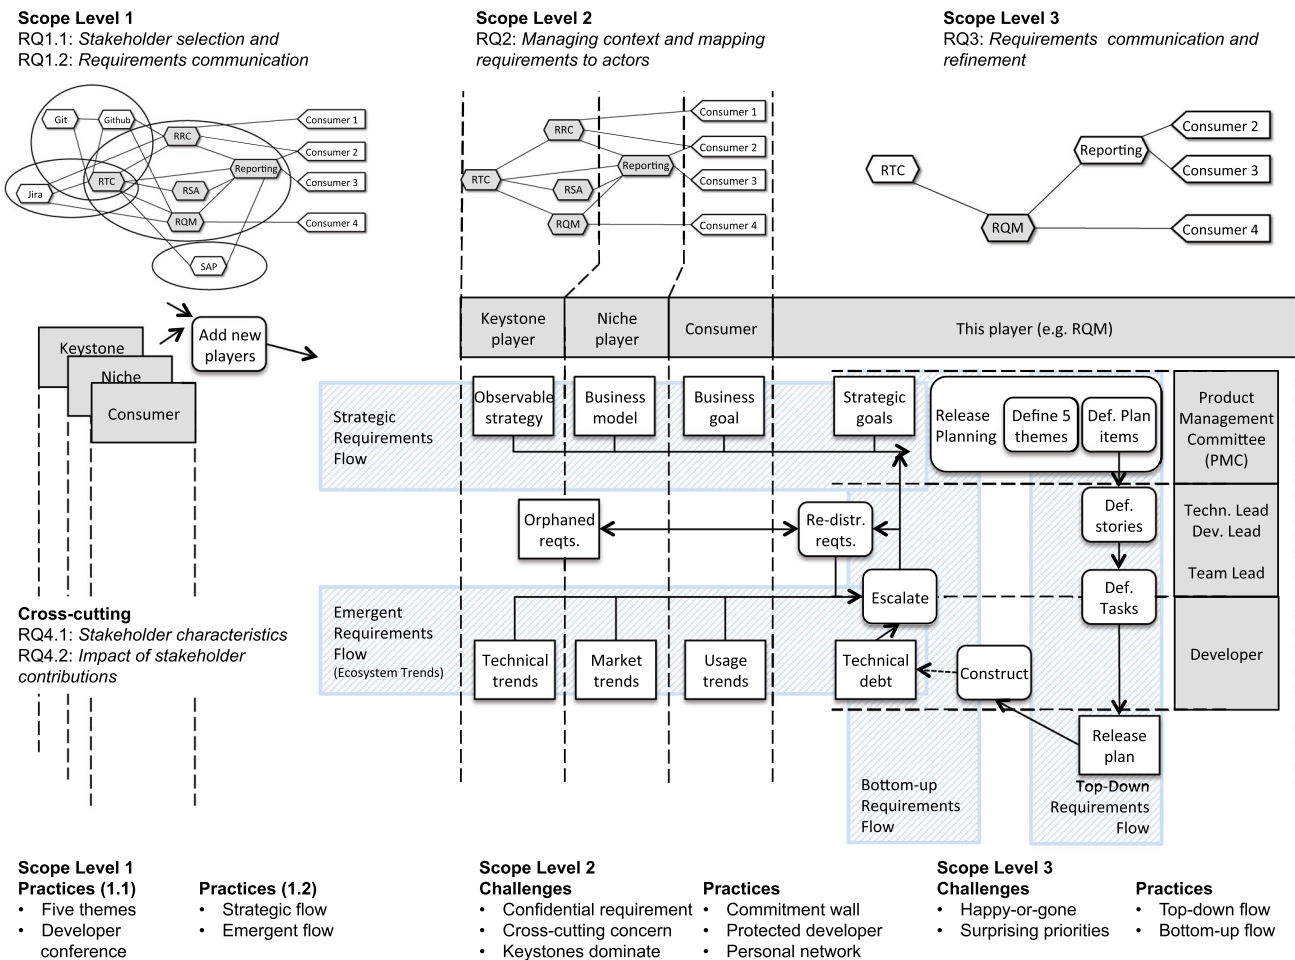 Scope Level 1
RQ1.1: Stakeholder selection and
RQ1.2: Requirements communication
Scope Level 2
RQ2: Managing context and mapping
requirements to actors
Scope Level 3
RQ3: Requirements communication and
refinement
Git
Github
RRC
RTC
Jira
RSA
RQM
Reporting
SAP
Consumer 1
Consumer 2
Consumer 3
Consumer 4
RTC
RRC
RSA
RQM
Reporting
Consumer 1
Consumer 2
Consumer 3
Consumer 4
RTC
RQM
Reporting
Consumer 2
Consumer 3
Consumer 4
Keystone
Niche
Consumer
Add new
players
Keystone
player
Niche
player
Consumer
This player (e.g. RQM)
Strategic
Requirements
Flow
Observable
strategy
Business
model
Business
goal
Strategic
goals
Release
Planning
Define 5
themes
Def. Plan
items
Product
Management
Committee
(PMC)
Orphaned
reqts.
Re-distr.
reqts.
Def.
stories
Techn. Lead
Dev. Lead
Team Lead
Escalate
Def.
Tasks
Emergent
Requirements
Flow
(Ecosystem Trends)
Technical
trends
Market
trends
Usage
trends
Technical
debt
Construct
Developer
Release
plan
Bottom-up
Requirements
Flow
Top-Down
Requirements
Flow
Cross-cutting
RQ4.1: Stakeholder characteristics
RQ4.2: Impact of stakeholder
contributions
Scope Level 1
Practices (1.1)
• Five themes
• Developer
conference
Practices (1.2)
• Strategic flow
• Emergent flow
Scope Level 2
Challenges
• Confidential requirement
• Cross-cutting concern
• Keystones dominate
Practices
• Commitment wall
• Protected developer
• Personal network
Scope Level 3
Challenges
• Happy-or-gone
• Surprising priorities
Practices
• Top-down flow
• Bottom-up flow